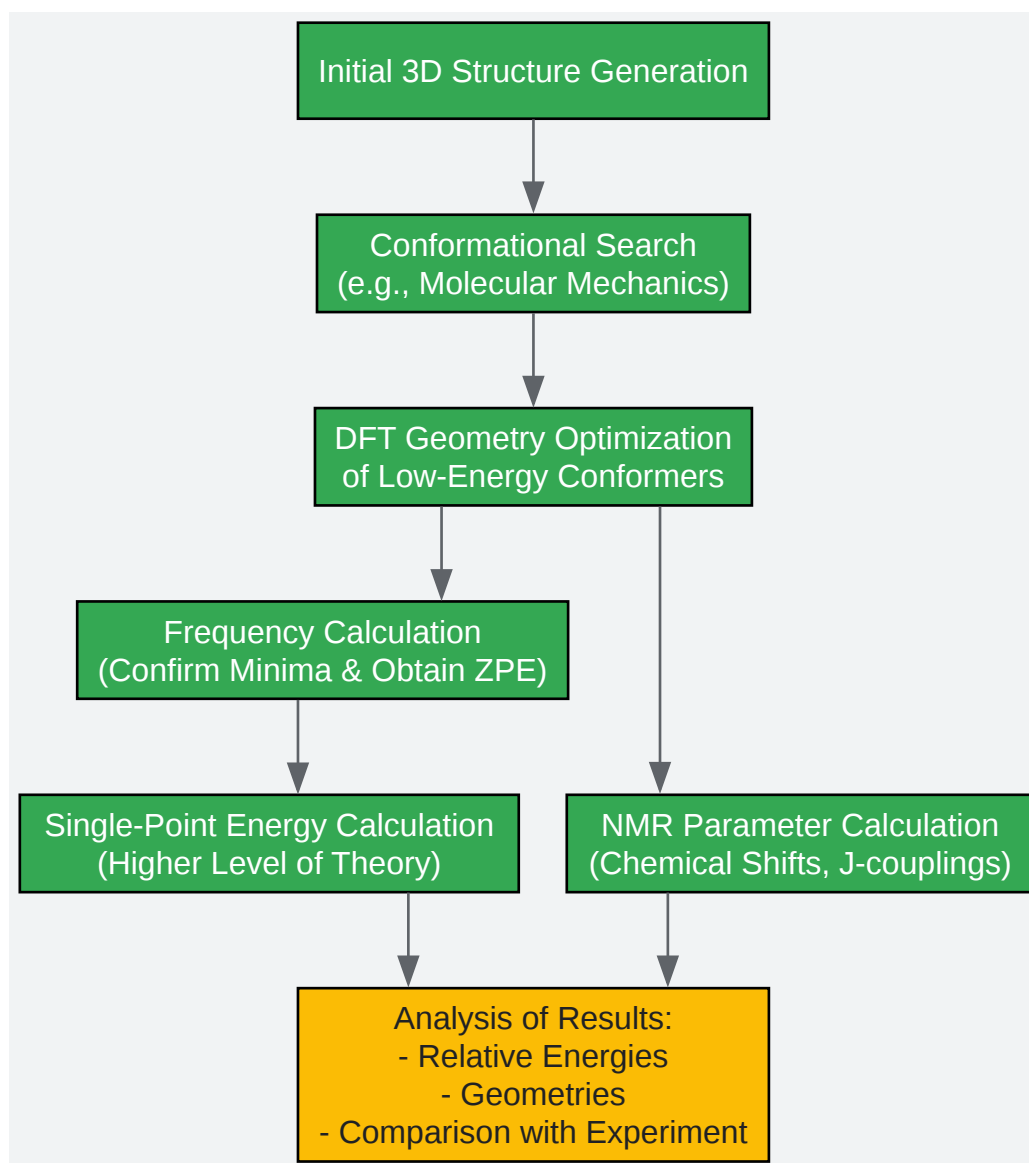 Initial 3D Structure Generation
Conformational Search
(e.g., Molecular Mechanics)
DFT Geometry Optimization
of Low-Energy Conformers
Frequency Calculation
(Confirm Minima & Obtain ZPE)
Single-Point Energy Calculation
(Higher Level of Theory)
NMR Parameter Calculation
(Chemical Shifts, J-couplings)
Analysis of Results:
- Relative Energies
- Geometries
- Comparison with Experiment